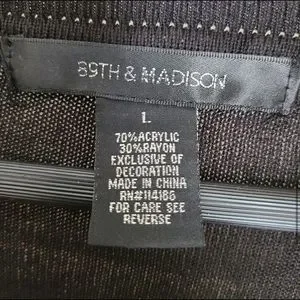 89TH & MADISON
L
70% ACRYLIC
30% RAYON
EXCLUSIVE OF
DECORATION
MADE IN CHINA
RN#114186
FOR CARE SEE
REVERSE